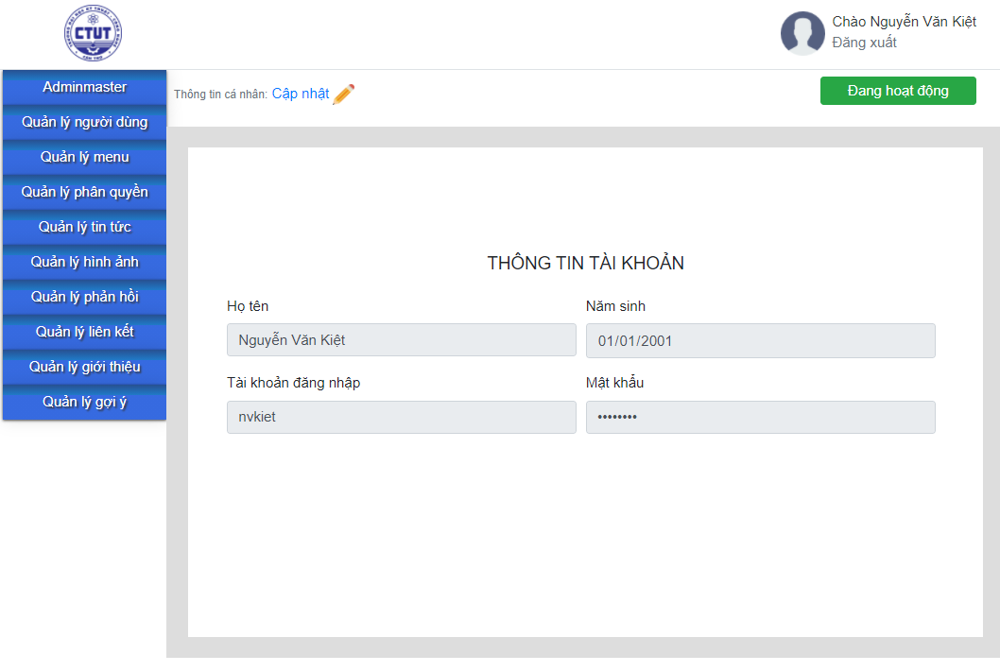 CTUT
CẦN THƠ
Chào Nguyễn Văn Kiệt
Đăng xuất
Adminmaster
Quản lý người dùng
Quản lý menu
Quản lý phân quyền
Quản lý tin tức
Quản lý hình ảnh
Quản lý phản hồi
Quản lý liên kết
Quản lý giới thiệu
Quản lý gợi ý
Thông tin cá nhân: Cập nhật
Đang hoạt động
THÔNG TIN TÀI KHOẢN
Họ tên
Năm sinh
Nguyễn Văn Kiệt
01/01/2001
Tài khoản đăng nhập
Mật khẩu
nvkiet
••••••••